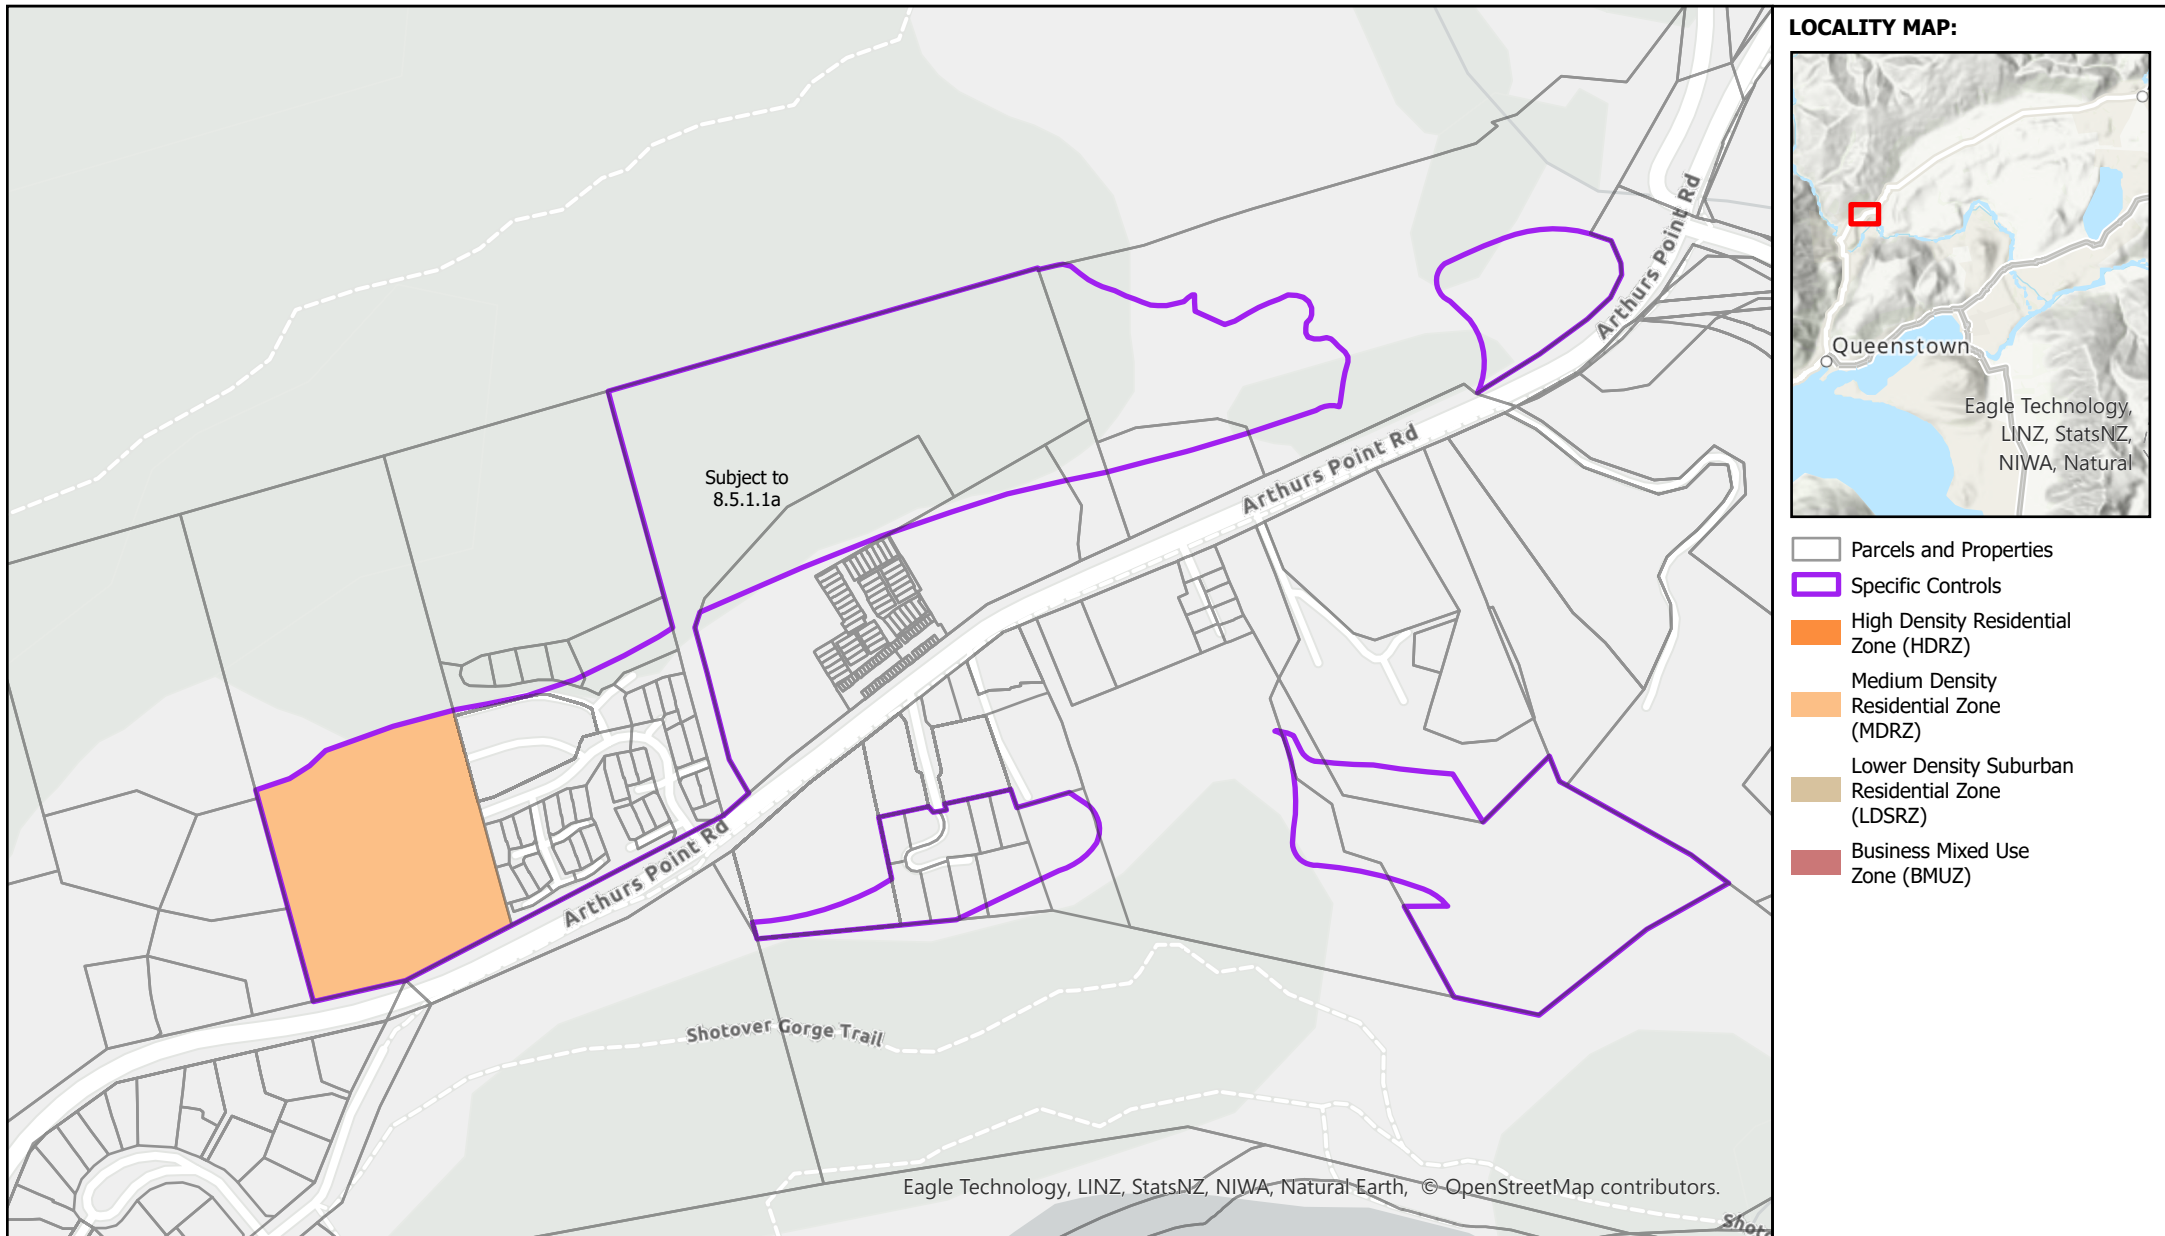 Arthurs Point Rd
Subject to
8.5.1.1a
Arthurs Point Rd
Arthurs Point Rd
Shotover Gorge Trail
Eagle Technology, LINZ, StatsNZ, NIWA, Natural Earth, © OpenStreetMap contributors.
LOCALITY MAP:
Queenstown
Eagle Technology,
LINZ, StatsNZ,
NIWA, Natural
Parcels and Properties
Specific Controls
High Density Residential
Zone (HDRZ)
Medium Density
Residential Zone
(MDRZ)
Lower Density Suburban
Residential Zone
(LDSRZ)
Business Mixed Use
Zone (BMUZ)